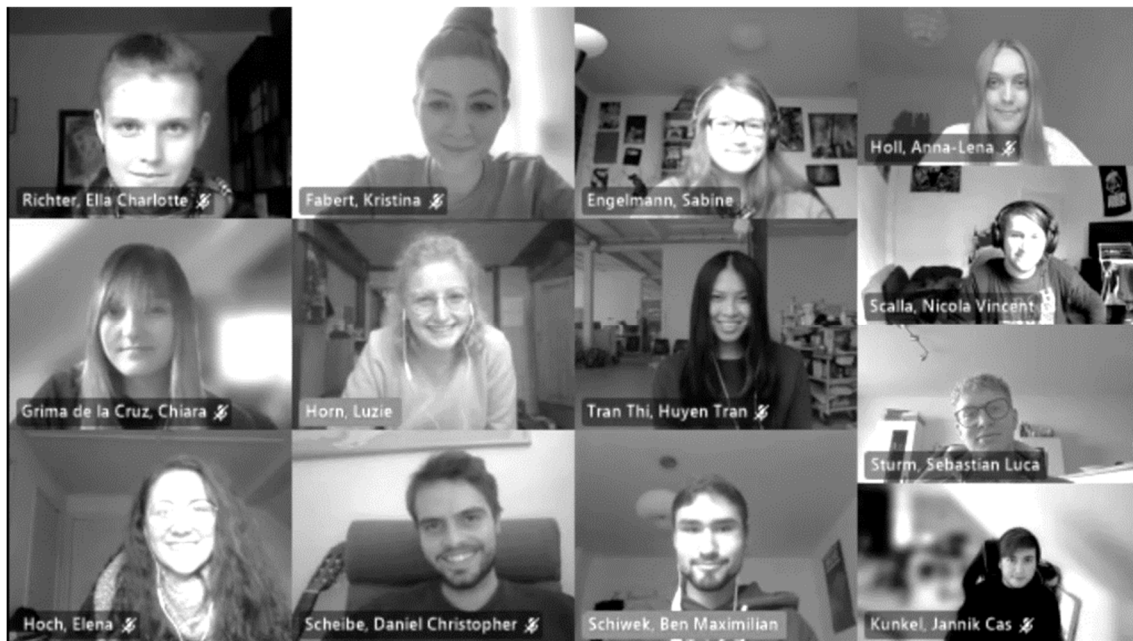 Richter, Ella Charlotte
Fabert, Kristina
Engelmann, Sabine
Holl, Anna-Lena
Scalla, Nicola Vincent
Grima de la Cruz, Chiara
Horn, Luzie
Tran Thi, Huyen Tran
Sturm, Sebastian Luca
Hoch, Elena
Scheibe, Daniel Christopher
Schiwek, Ben Maximilian
Kunkel, Jannik Cas